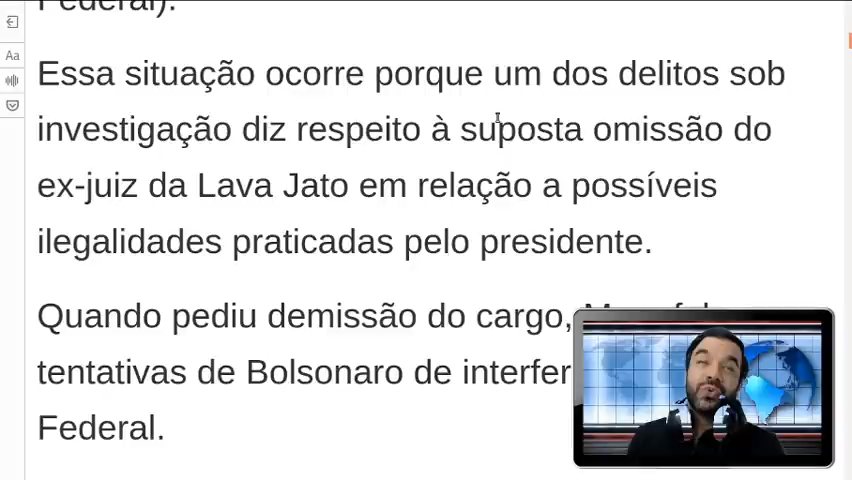 Federal).
Essa situação ocorre porque um dos delitos sob
investigação diz respeito à suposta omissão do
ex-juiz da Lava Jato em relação a possíveis
ilegalidades praticadas pelo presidente.
Quando pediu demissão do cargo,
tentativas de Bolsonaro de interfer
Federal.
Aa